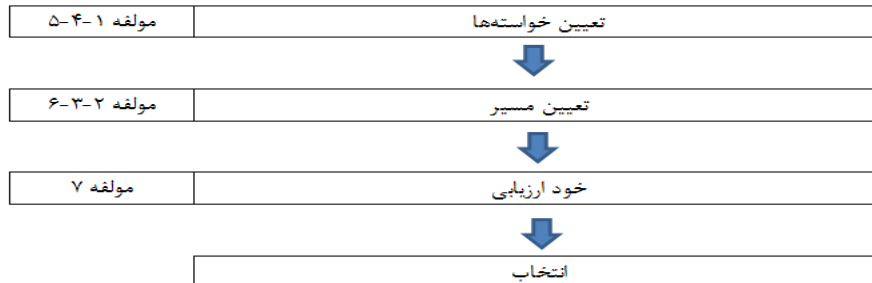 تعیین خواسته‌ها مولفه ۱-۴-۵
تعیین مسیر مولفه ۲-۳-۶
خود ارزیابی مولفه ۷
انتخاب